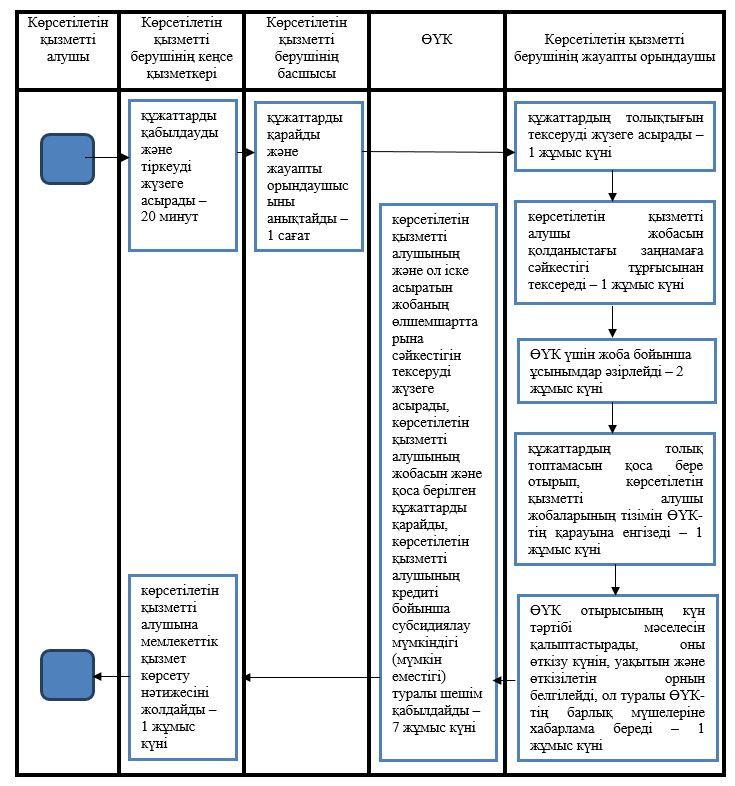 Көрсетілетін
қызметті
алушы
Көрсетілетін
қызметті
берушінің кеңсе
қызметкері
Көрсетілетін
қызметті
берушінің
басшысы
ӨҮК
Көрсетілетін қызметті
берушінің жауапты орындаушы
құжаттарды
қабылдауды
және
тіркеуді
жүзеге
асырады –
20 минут
құжаттарды
қарайды
және
жауапты
орындаушыс
ыны
анықтайды –
1 сағат
құжаттардың толықтығын
тексеруді жүзеге асырады –
1 жұмыс күні
көрсетілетін қызметті
алушы жобасын
қолданыстағы заңнамаға
сәйкестігі тұрғысынан
тексереді – 1 жұмыс күні
ӨҮК үшін жоба бойынша
ұсынымдар әзірлейді – 2
жұмыс күні
құжаттардың толық
топтамасын қоса бере
отырып, көрсетілетін
қызметті алушы
жобаларының тізімін ӨҮК-
тің қарауына енгізеді – 1
жұмыс күні
ӨҮК отырысының күн
тәртібі мәселесін
қалыптастырады, оны
өткізу күнін, уақытын және
өткізілетін орнын
белгілейді, ол туралы ӨҮК-
тің барлық мүшелеріне
хабарлама береді – 1
жұмыс күні
көрсетілетін
қызметті
алушының
және ол іске
асыратын
жобаның
өлшемшартта
рына
сәйкестігін
тексеруді
жүзеге
асырады,
көрсетілетін
қызметті
алушының
жобасын және
қоса берілген
құжаттарды
қарайды,
көрсетілетін
қызметті
алушының
кредиті
бойынша
субсидиялау
мүмкіндігі
(мүмкін
еместігі)
туралы шешім
қабылдайды –
7 жұмыс күні
көрсетілетін
қызметті
алушына
мемлекеттік
қызмет
көрсету
нәтижесіні
жолдайды –
1 жұмыс
күні